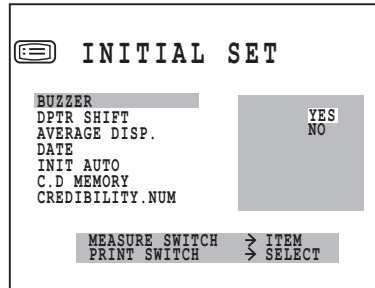 INITIAL SET
BUZZER
DPTR SHIFT
AVERAGE DISP.
DATE
INIT AUTO
C.D MEMORY
CREDIBILITY.NUM
YES
NO
MEASURE SWITCH → ITEM
PRINT SWITCH → SELECT